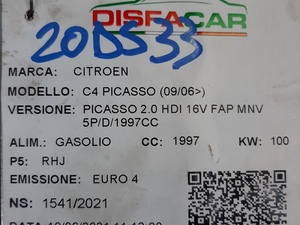 DISFACAR
20DS33
MARCA: CITROEN
MODELLO: C4 PICASSO (09/06>)
VERSIONE: PICASSO 2.0 HDI 16V FAP MNV
5P/D/1997CC
ALIM.: GASOLIO CC: 1997 KW: 100
P5: RHJ
EMISSIONE: EURO 4
NS: 1541/2021